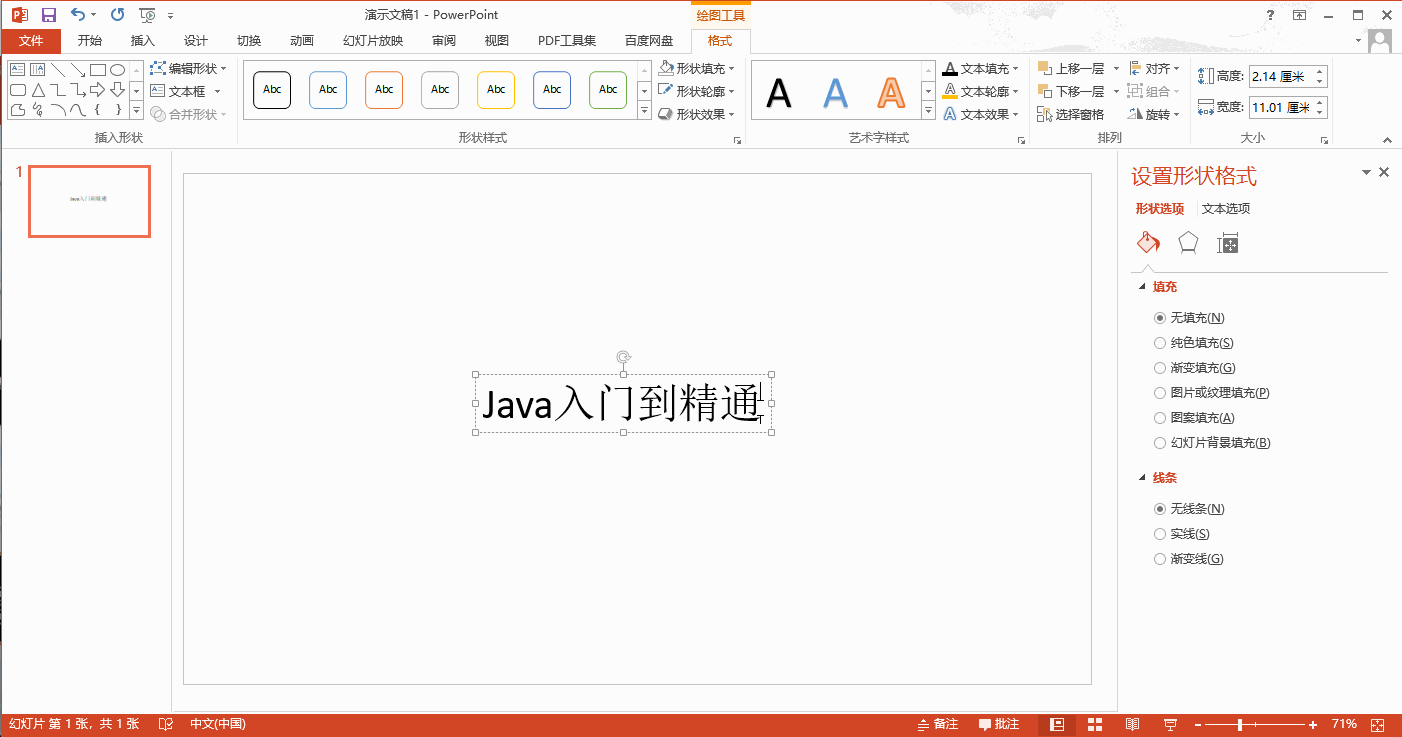 演示文稿1 - PowerPoint
绘图工具
?
文件 开始 插入 设计 切换 动画 幻灯片放映 审阅 视图 PDF工具集 百度网盘 格式
编辑形状
文本框
合并形状
插入形状
Abc Abc Abc Abc Abc Abc Abc
形状填充
形状轮廓
形状效果
形状样式
A A A
文本填充
文本轮廓
文本效果
艺术字样式
上移一层 对齐
下移一层 组合
选择窗格 旋转
排列
高度: 2.14 厘米
宽度: 11.01 厘米
大小
1
Java入门到精通
Java入门到精通
设置形状格式
形状选项 文本选项
填充
无填充(N)
纯色填充(S)
渐变填充(G)
图片或纹理填充(P)
图案填充(A)
幻灯片背景填充(B)
线条
无线条(N)
实线(S)
渐变线(G)
幻灯片 第 1 张，共 1 张 中文(中国) 备注 批注 71%